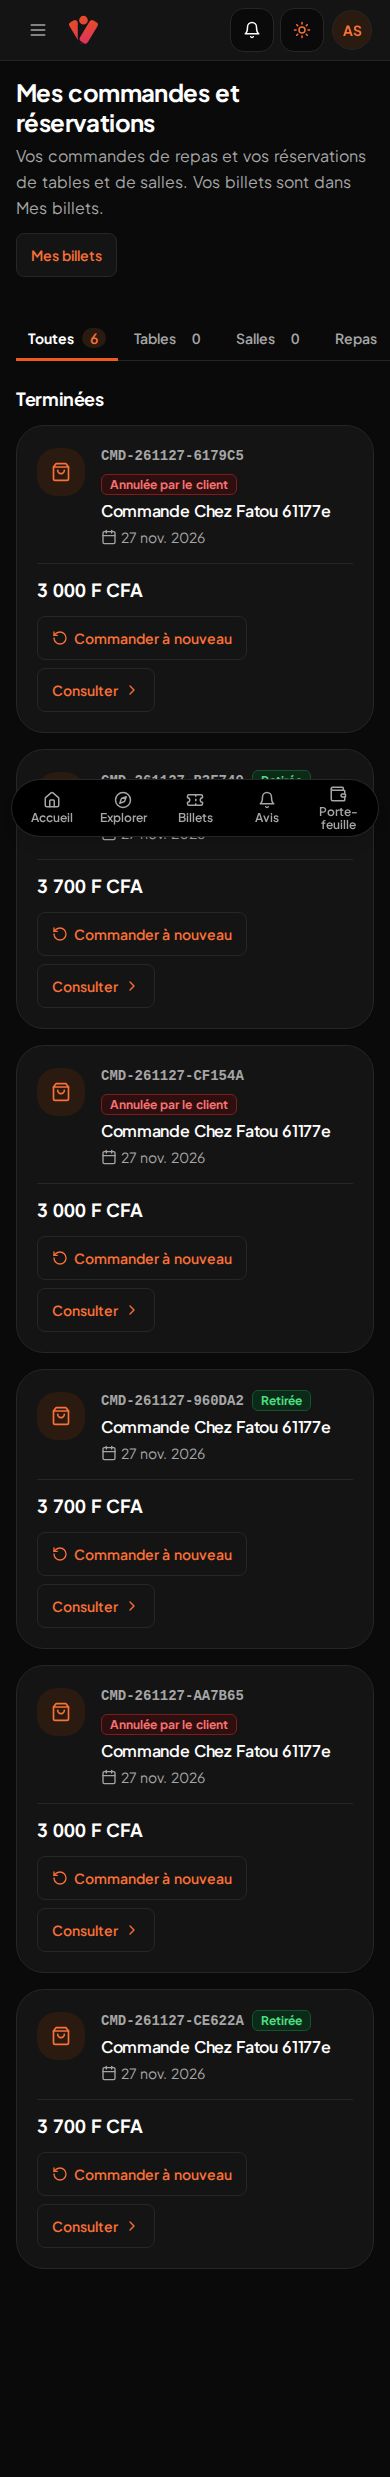 AS
Mes commandes et
réservations
Vos commandes de repas et vos réservations
de tables et de salles. Vos billets sont dans
Mes billets.
Mes billets
Toutes 6 Tables 0 Salles 0 Repas
Terminées
CMD-261127-6179C5
Annulée par le client
Commande Chez Fatou 61177e
27 nov. 2026
3 000 F CFA
Commander à nouveau
Consulter
Accueil Explorer Billets Avis Porte-
feuille
3 700 F CFA
Commander à nouveau
Consulter
CMD-261127-CF154A
Annulée par le client
Commande Chez Fatou 61177e
27 nov. 2026
3 000 F CFA
Commander à nouveau
Consulter
CMD-261127-960DA2 Retirée
Commande Chez Fatou 61177e
27 nov. 2026
3 700 F CFA
Commander à nouveau
Consulter
CMD-261127-AA7B65
Annulée par le client
Commande Chez Fatou 61177e
27 nov. 2026
3 000 F CFA
Commander à nouveau
Consulter
CMD-261127-CE622A Retirée
Commande Chez Fatou 61177e
27 nov. 2026
3 700 F CFA
Commander à nouveau
Consulter